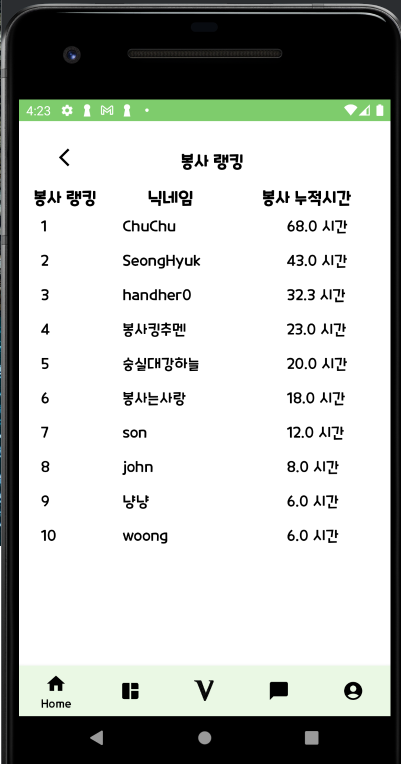 4:23
봉사 랭킹
봉사 랭킹 닉네임 봉사 누적시간
1 ChuChu 68.0 시간
2 SeongHyuk 43.0 시간
3 handher0 32.3 시간
4 봉사킹추멘 23.0 시간
5 숭실대강하늘 20.0 시간
6 봉사는사랑 18.0 시간
7 son 12.0 시간
8 john 8.0 시간
9 냥냥 6.0 시간
10 woong 6.0 시간
V
Home